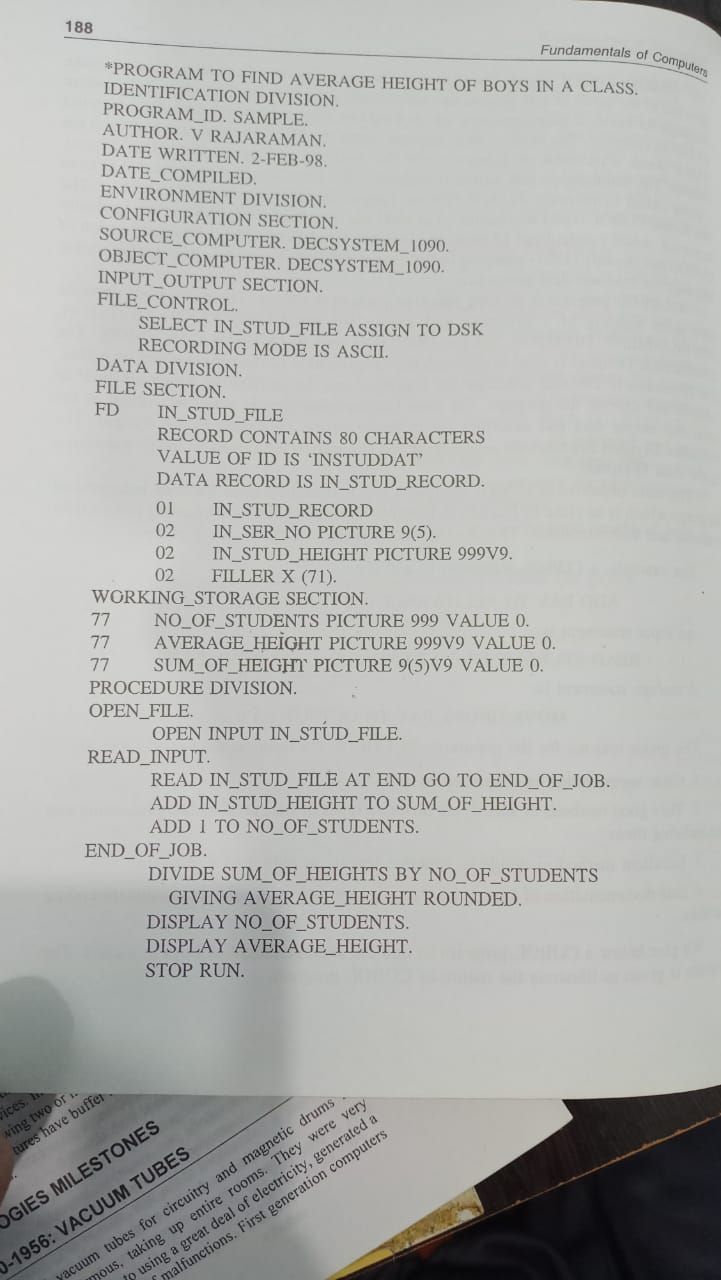 188
Fundamentals of Computers
*PROGRAM TO FIND AVERAGE HEIGHT OF BOYS IN A CLASS.
IDENTIFICATION DIVISION.
PROGRAM_ID. SAMPLE.
AUTHOR. V RAJARAMAN.
DATE WRITTEN. 2-FEB-98.
DATE_COMPILED.
ENVIRONMENT DIVISION.
CONFIGURATION SECTION.
SOURCE_COMPUTER. DECSYSTEM_1090.
OBJECT_COMPUTER. DECSYSTEM_1090.
INPUT_OUTPUT SECTION.
FILE_CONTROL.
SELECT IN_STUD_FILE ASSIGN TO DSK
RECORDING MODE IS ASCII.
DATA DIVISION.
FILE SECTION.
FD IN_STUD_FILE
RECORD CONTAINS 80 CHARACTERS
VALUE OF ID IS ‘INSTUDDAT’
DATA RECORD IS IN_STUD_RECORD.
01 IN_STUD_RECORD
02 IN_SER_NO PICTURE 9(5).
02 IN_STUD_HEIGHT PICTURE 999V9.
02 FILLER X (71).
WORKING_STORAGE SECTION.
77 NO_OF_STUDENTS PICTURE 999 VALUE 0.
77 AVERAGE_HEIGHT PICTURE 999V9 VALUE 0.
77 SUM_OF_HEIGHT PICTURE 9(5)V9 VALUE 0.
PROCEDURE DIVISION.
OPEN_FILE.
OPEN INPUT IN_STUD_FILE.
READ_INPUT.
READ IN_STUD_FILE AT END GO TO END_OF_JOB.
ADD IN_STUD_HEIGHT TO SUM_OF_HEIGHT.
ADD 1 TO NO_OF_STUDENTS.
END_OF_JOB.
DIVIDE SUM_OF_HEIGHTS BY NO_OF_STUDENTS
GIVING AVERAGE_HEIGHT ROUNDED.
DISPLAY NO_OF_STUDENTS.
DISPLAY AVERAGE_HEIGHT.
STOP RUN.
wing two or
tures have buffer
OGIES MILESTONES
0-1956: VACUUM TUBES
vacuum tubes for circuitry and magnetic drums
mous, taking up entire rooms. They were very
to using a great deal of electricity, generated a
malfunctions. First generation computers